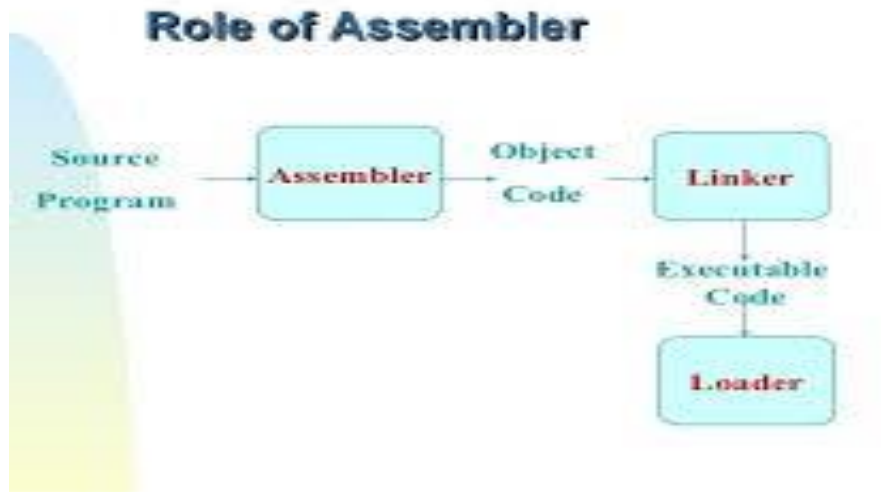 Role of Assembler
Source
Program
Assembler
Object
Code
Linker
Executable
Code
Loader